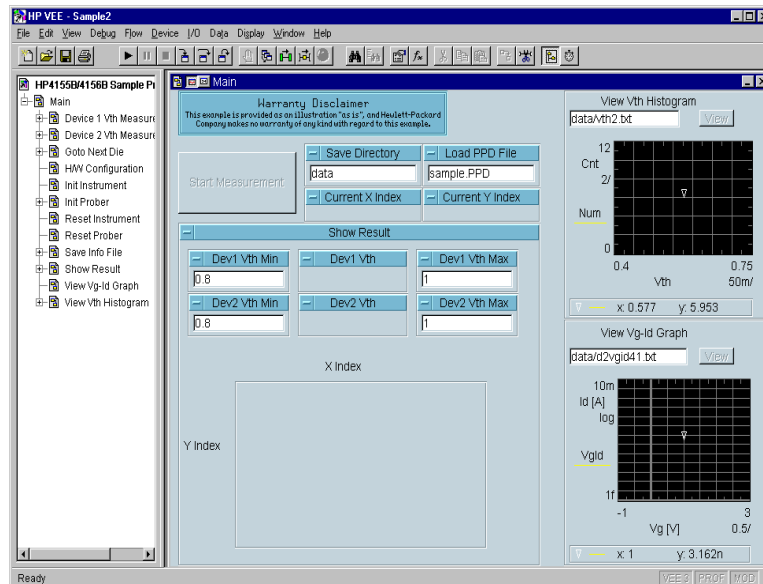 HP VEE - Sample2
File Edit View Debug Flow Device I/O Data Display Window Help
HP4155B/4156B Sample Pr
Main
Device 1 Vth Measure
Device 2 Vth Measure
Goto Next Die
H/W Configuration
Init Instrument
Init Prober
Reset Instrument
Reset Prober
Save Info File
Show Result
View Vg-Id Graph
View Vth Histogram
Main
Warranty Disclaimer
This example is provided as an illustration "as is", and Hewlett-Packard
Company makes no warranty of any kind with regard to this example.
Start Measurement
Save Directory
Load PPD File
data
sample.PPD
Current X Index
Current Y Index
Show Result
Dev1 Vth Min
Dev1 Vth
Dev1 Vth Max
0.8
1
Dev2 Vth Min
Dev2 Vth
Dev2 Vth Max
0.8
1
X Index
Y Index
View Vth Histogram
data/vth2.txt
View
12
Cnt
2/
Num
0
0.4
0.75
Vth
50m/
x: 0.577
y: 5.953
View Vg-Id Graph
data/d2vgid41.txt
View
10m
Id [A]
log
VgId
1f
-1
3
Vg [V]
0.5/
x: 1
y: 3.162n
Ready
VEE3
PROF
MOD